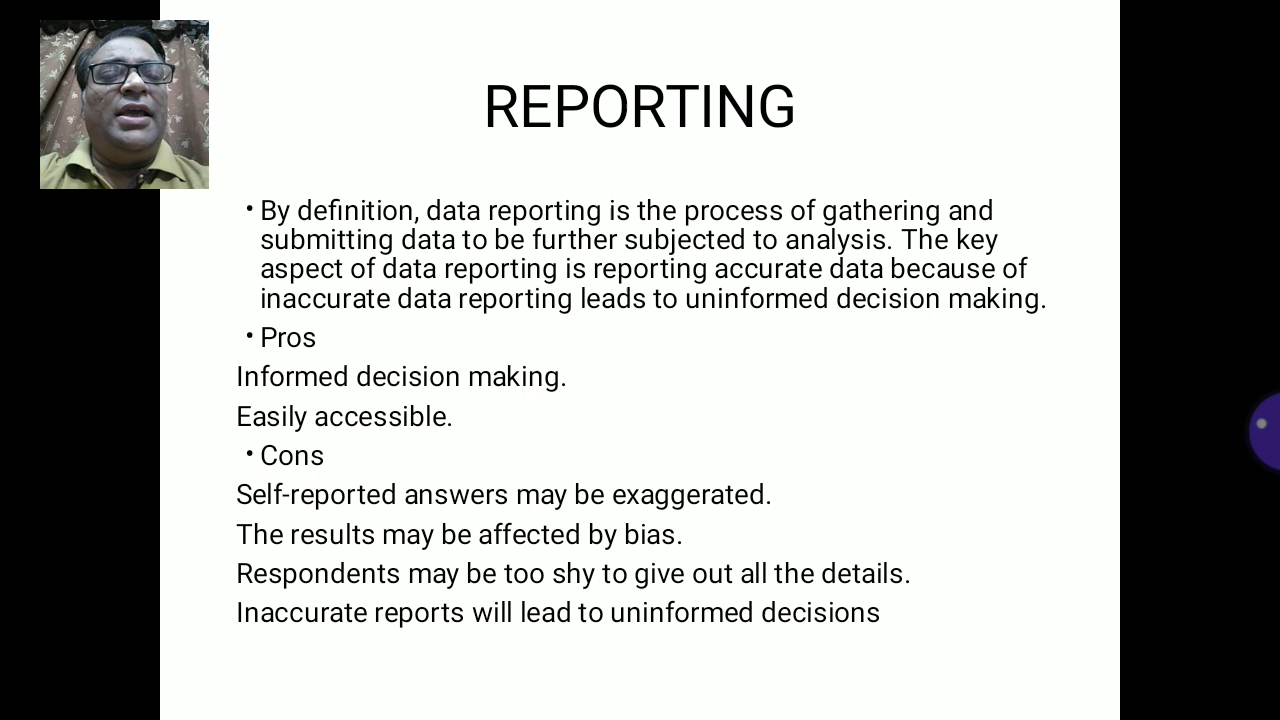 REPORTING
• By definition, data reporting is the process of gathering and
submitting data to be further subjected to analysis. The key
aspect of data reporting is reporting accurate data because of
inaccurate data reporting leads to uninformed decision making.
• Pros
Informed decision making.
Easily accessible.
• Cons
Self-reported answers may be exaggerated.
The results may be affected by bias.
Respondents may be too shy to give out all the details.
Inaccurate reports will lead to uninformed decisions